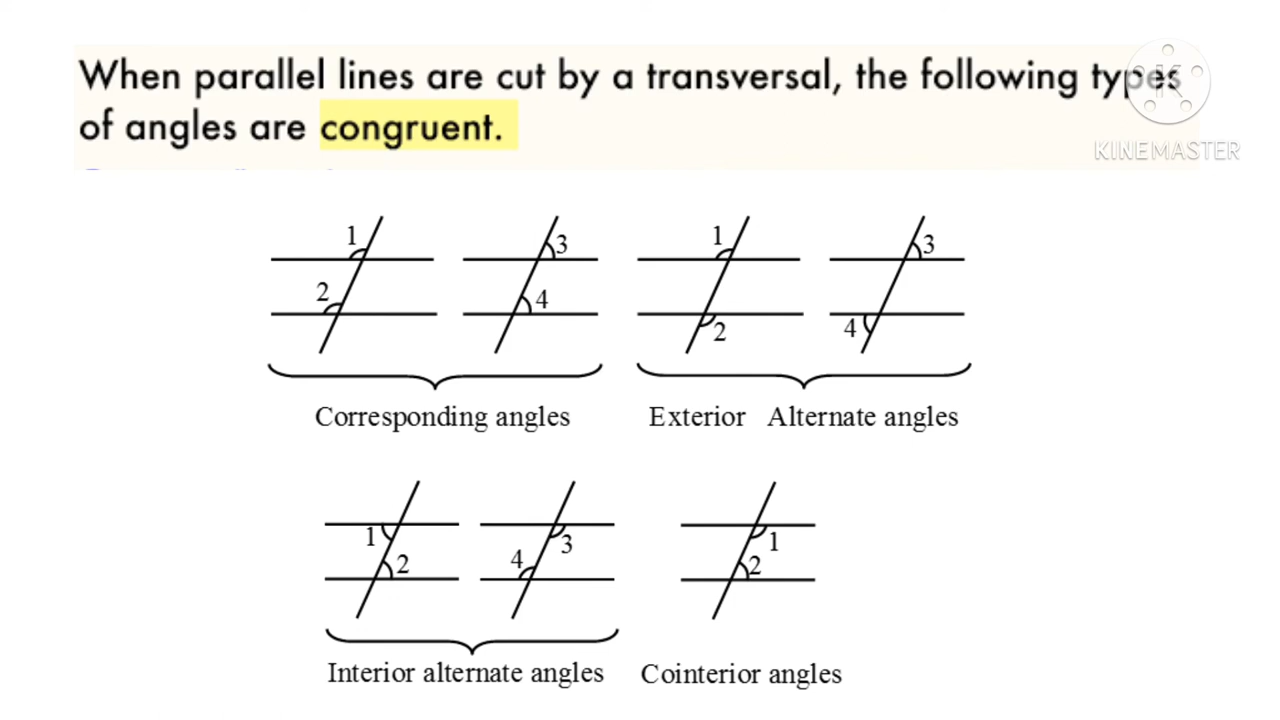 When parallel lines are cut by a transversal, the following types
of angles are congruent.
K
KINEMASTER
1 3 1 3
2 4 2 4
Corresponding angles
Exterior Alternate angles
1 2 4 3 1 2
Interior alternate angles
Cointerior angles